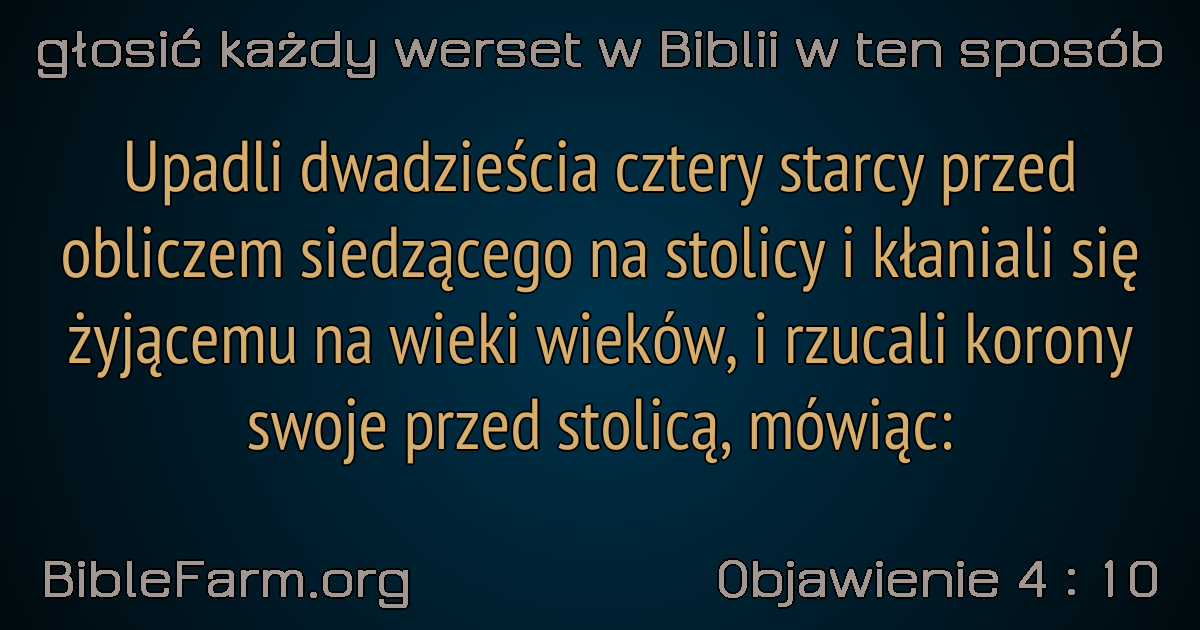 głosić każdy werset w Biblii w ten sposób
Upadli dwadzieścia cztery starcy przed
obliczem siedzącego na stolicy i kłaniali się
żyjącemu na wieki wieków, i rzucali korony
swoje przed stolicą, mówiąc:
BibleFarm.org
Objawienie 4 : 10